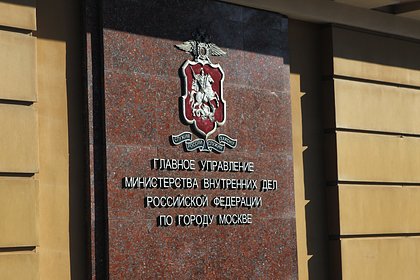 ГЛАВНОЕ УПРАВЛЕНИЕ
МИНИСТЕРСТВА ВНУТРЕННИХ ДЕЛ
РОССИЙСКОЙ ФЕДЕРАЦИИ
ПО ГОРОДУ МОСКВЕ